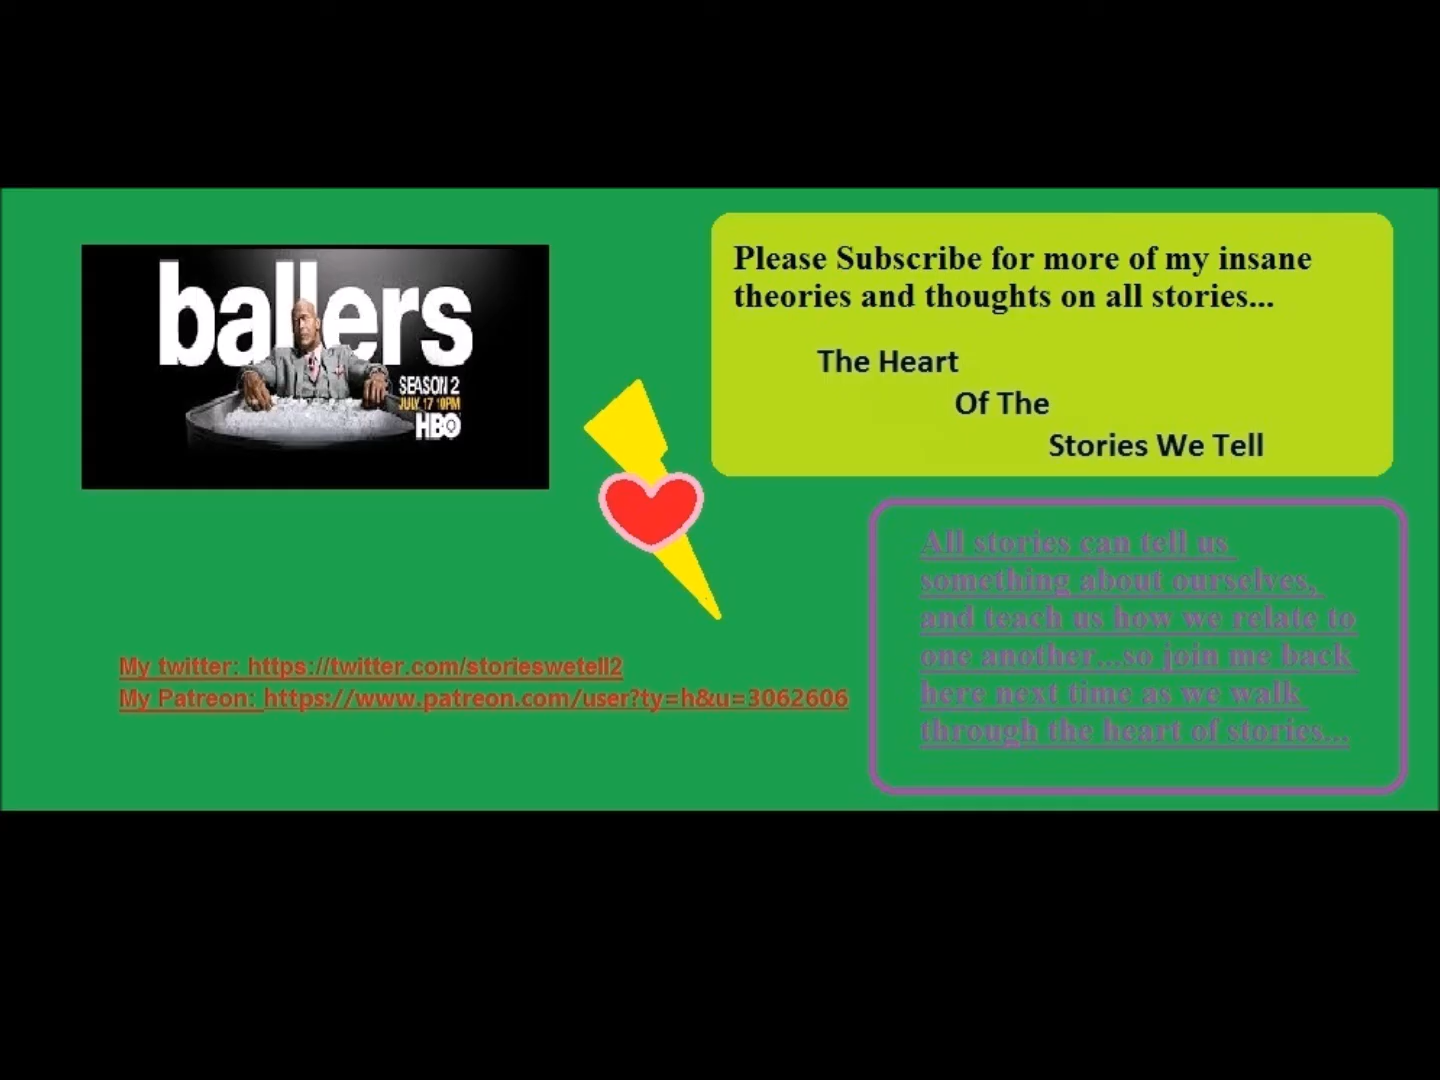 ballers
SEASON 2
JULY 17 10PM
HBO
Please Subscribe for more of my insane
theories and thoughts on all stories...
The Heart
Of The
Stories We Tell
All stories can tell us
something about ourselves,
and teach us how we relate to
one another...so join me back
here next time as we walk
through the heart of stories...
My twitter: https://twitter.com/storieswetell2
My Patreon: https://www.patreon.com/user?ty=h&u=3062606